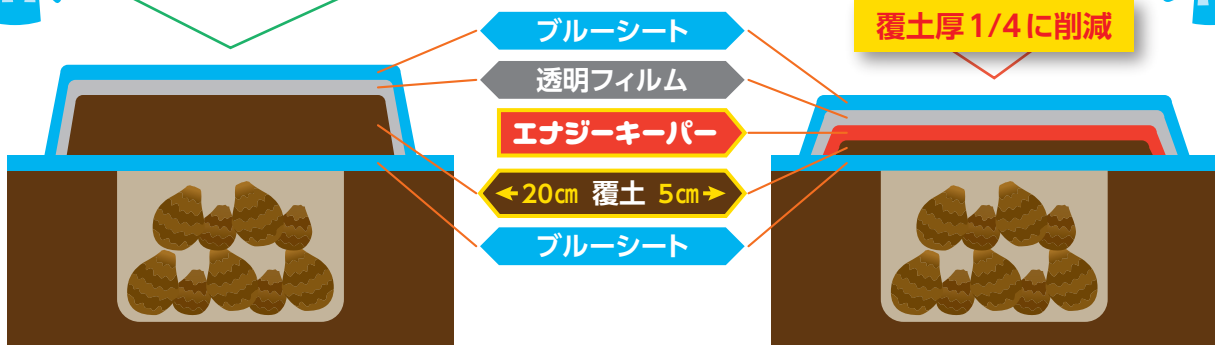 ブルーシート
覆土厚1/4に削減
透明フィルム
エナジーキーパー
←20㎝ 覆土 5㎝→
ブルーシート